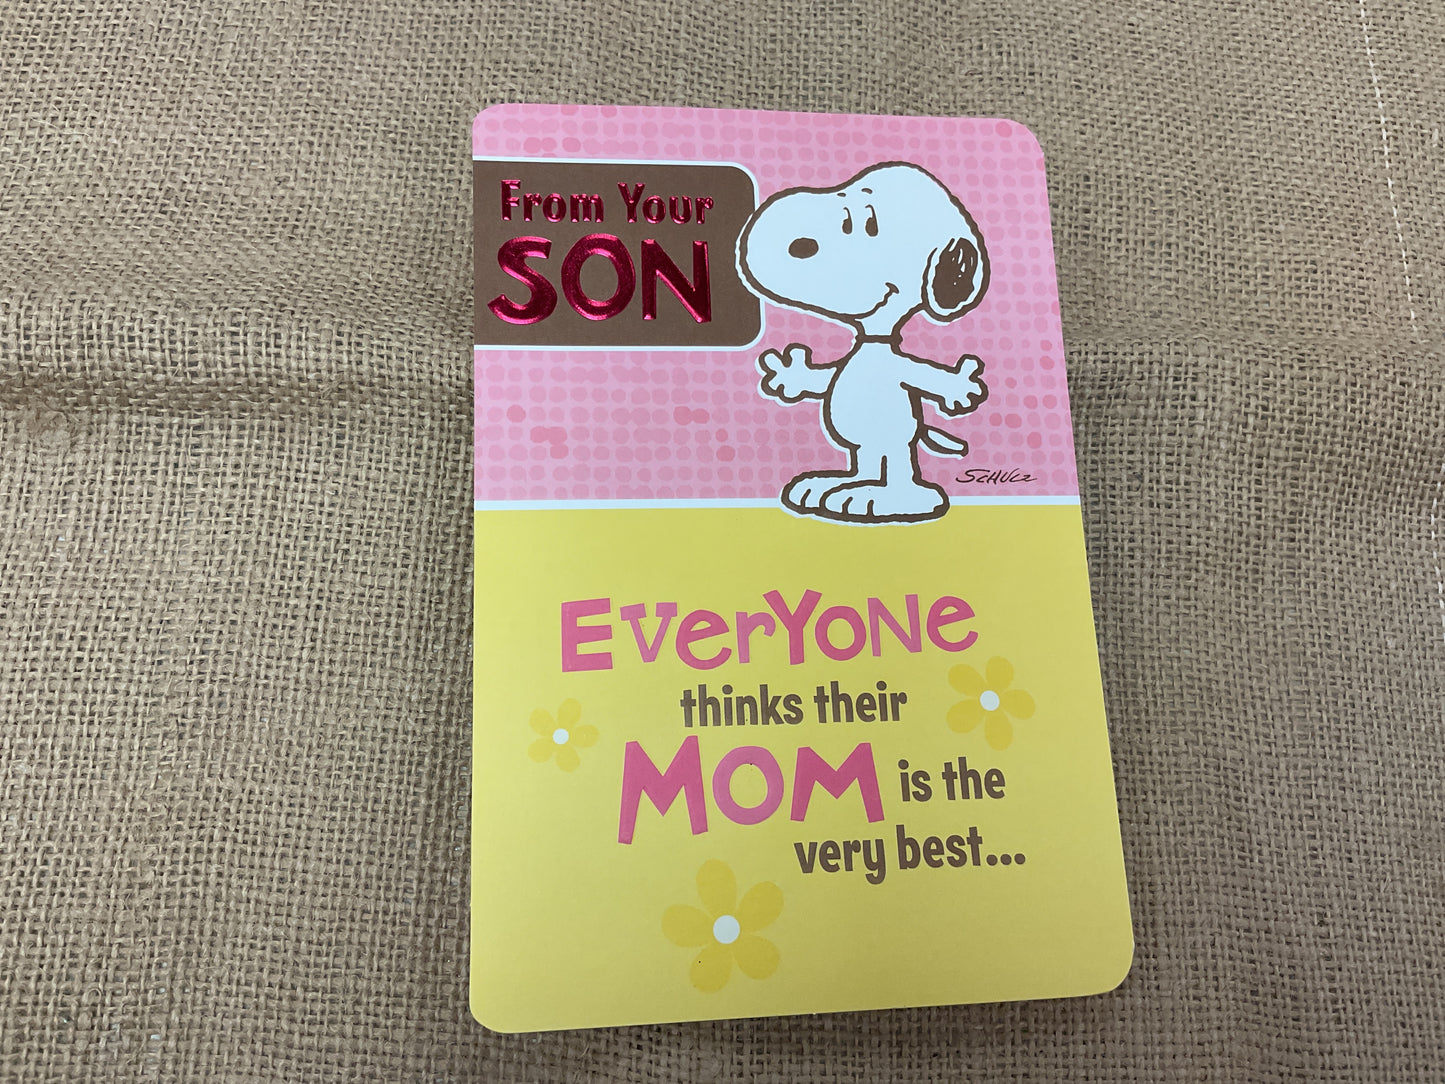 From Your
SON
SCHULZ
EVerYONe
thinks their
MOM is the
very best...